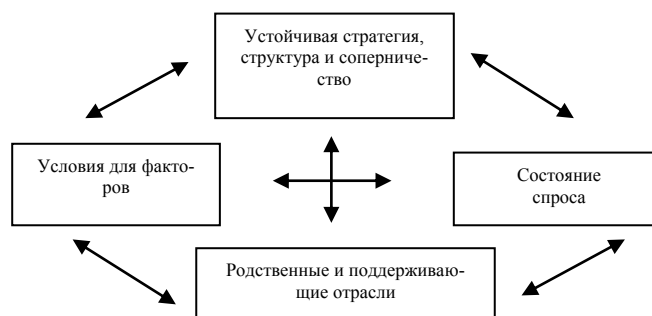 Устойчивая стратегия,
структура и соперниче-
ство
Условия для факто-
ров
Состояние
спроса
Родственные и поддерживаю-
щие отрасли